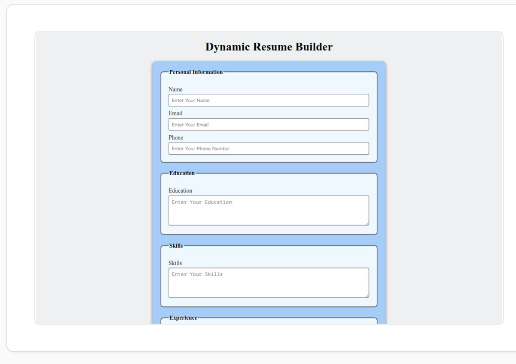 Dynamic Resume Builder
Personal Information
Name
Enter Your Name
Email
Enter Your Email
Phone
Enter Your Phone Number
Education
Education
Enter Your Education
Skills
Skills
Enter Your Skills
Experience